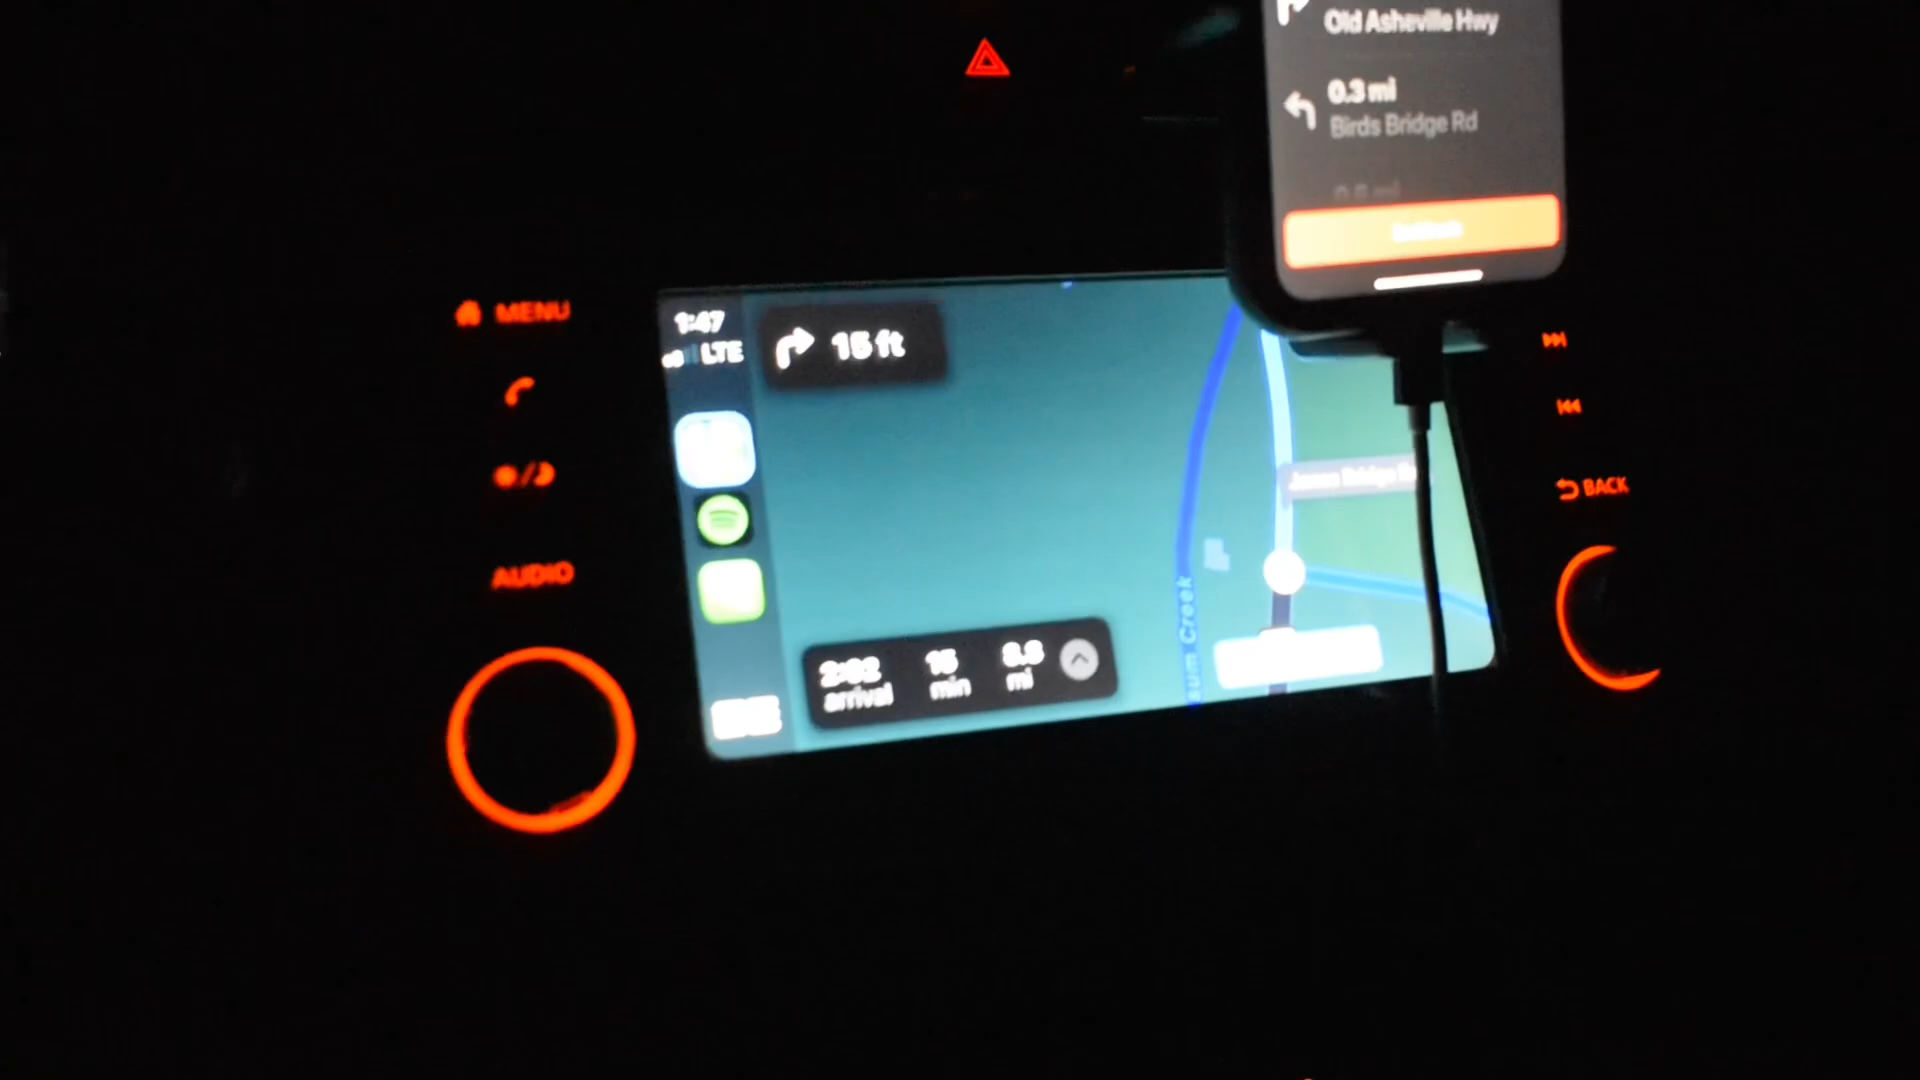 Old Asheville Hwy
0.3 mi
Birds Bridge Rd
MENU
1:47
LTE
15 ft
BACK
AUDIO
2:02
arrival
15
min
mi
sum Creek